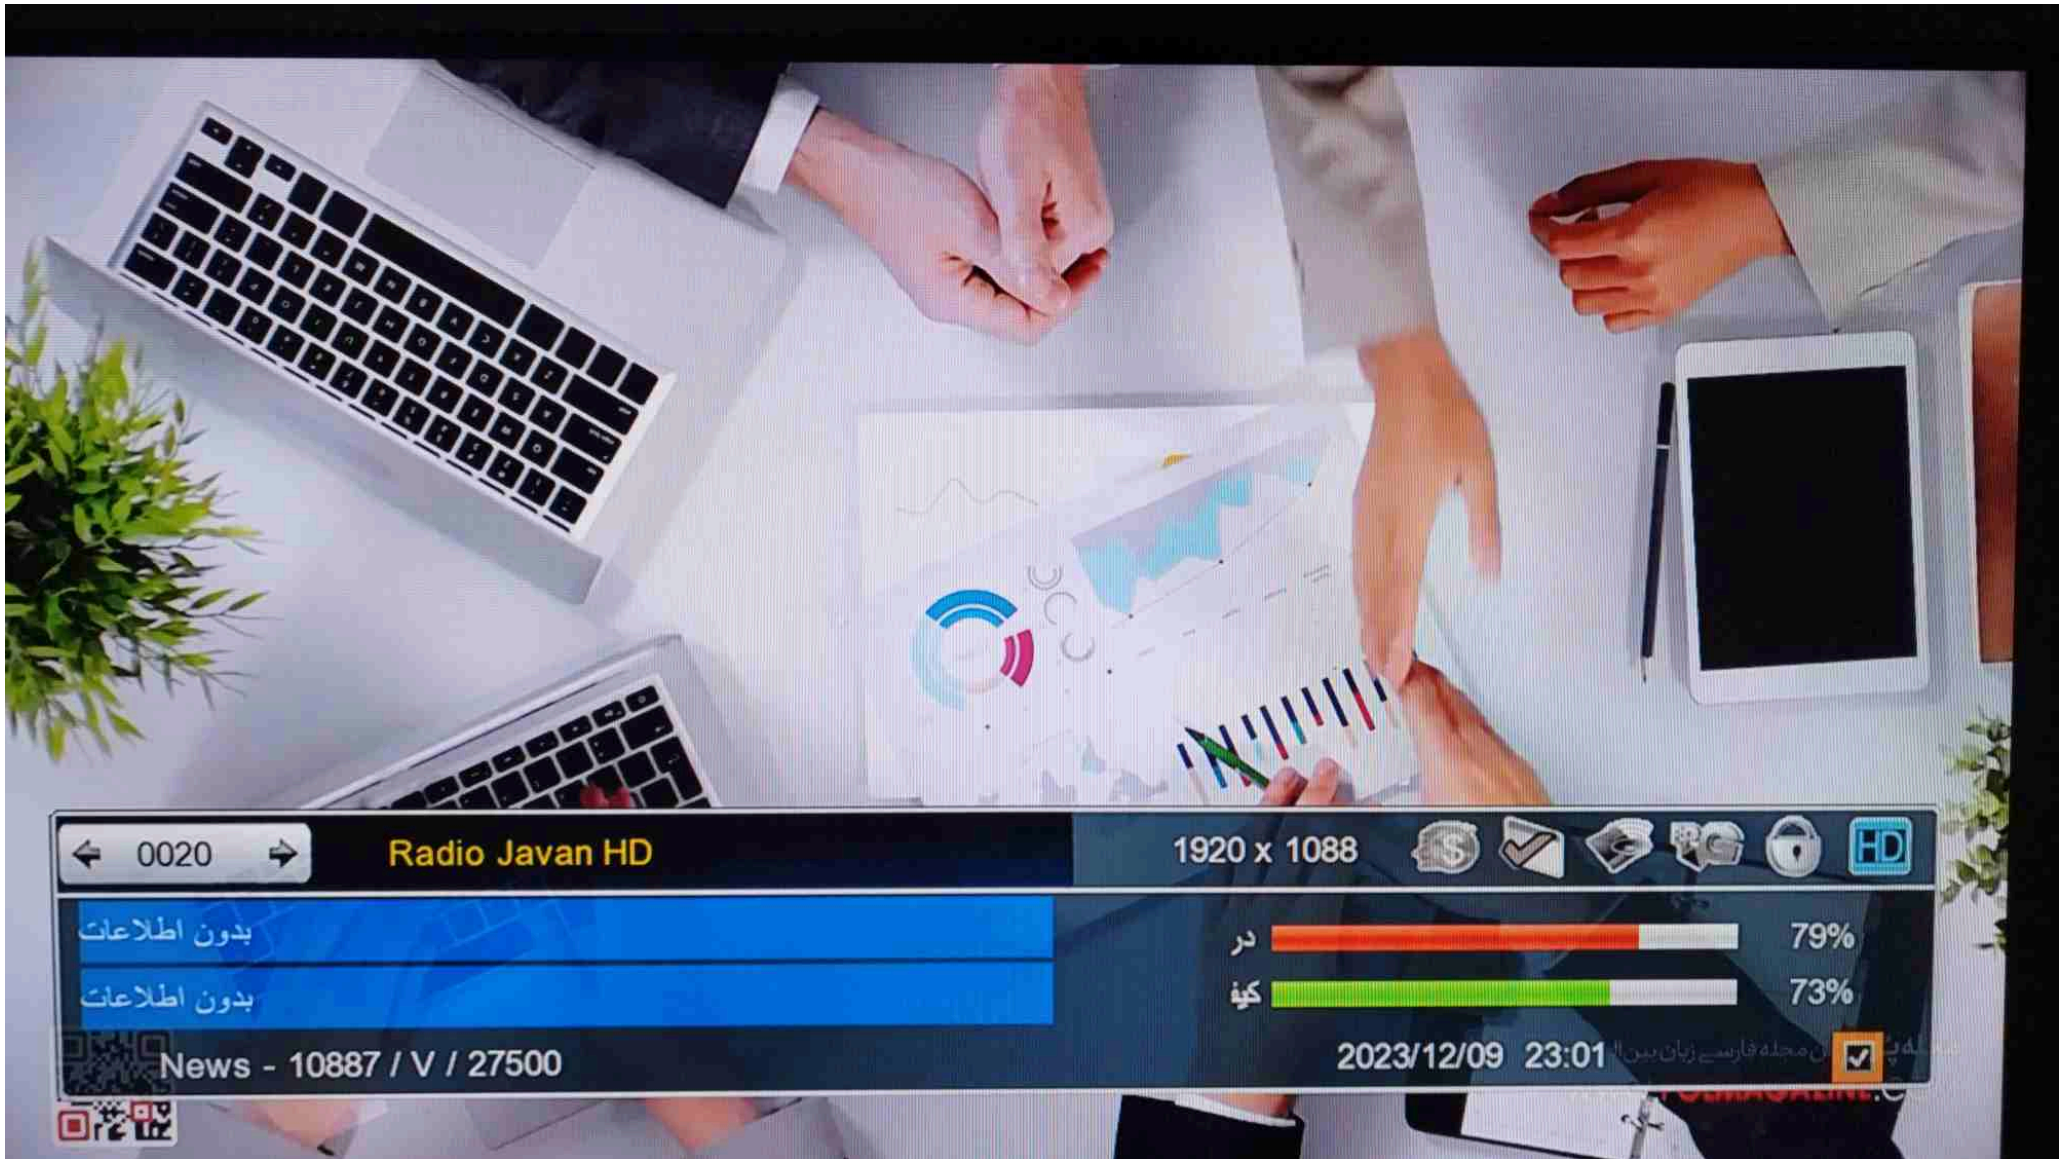 0020 Radio Javan HD 1920 x 1088 HD
بدون اطلاعات
در 79%
بدون اطلاعات
كيف 73%
News - 10887 / V / 27500 2023/12/09 23:01